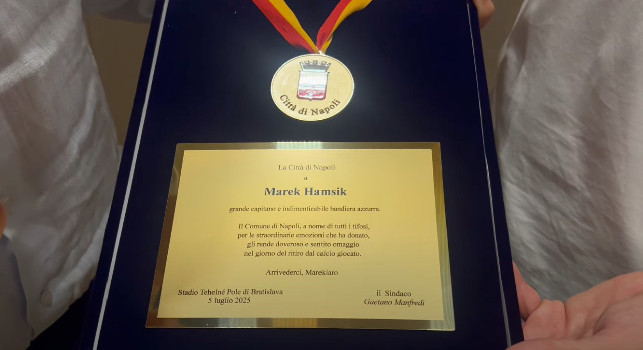 Città di Napoli
La Città di Napoli
a
Marek Hamsik
grande capitano e indimenticabile bandiera azzurra.
Il Comune di Napoli, a nome di tutti i tifosi,
per le straordinarie emozioni che ha donato,
gli rende doveroso e sentito omaggio
nel giorno del ritiro dal calcio giocato.
Arrivederci, Marekiaro
Stadio Tehelné Pole di Bratislava
5 luglio 2025
il Sindaco
Gaetano Manfredi